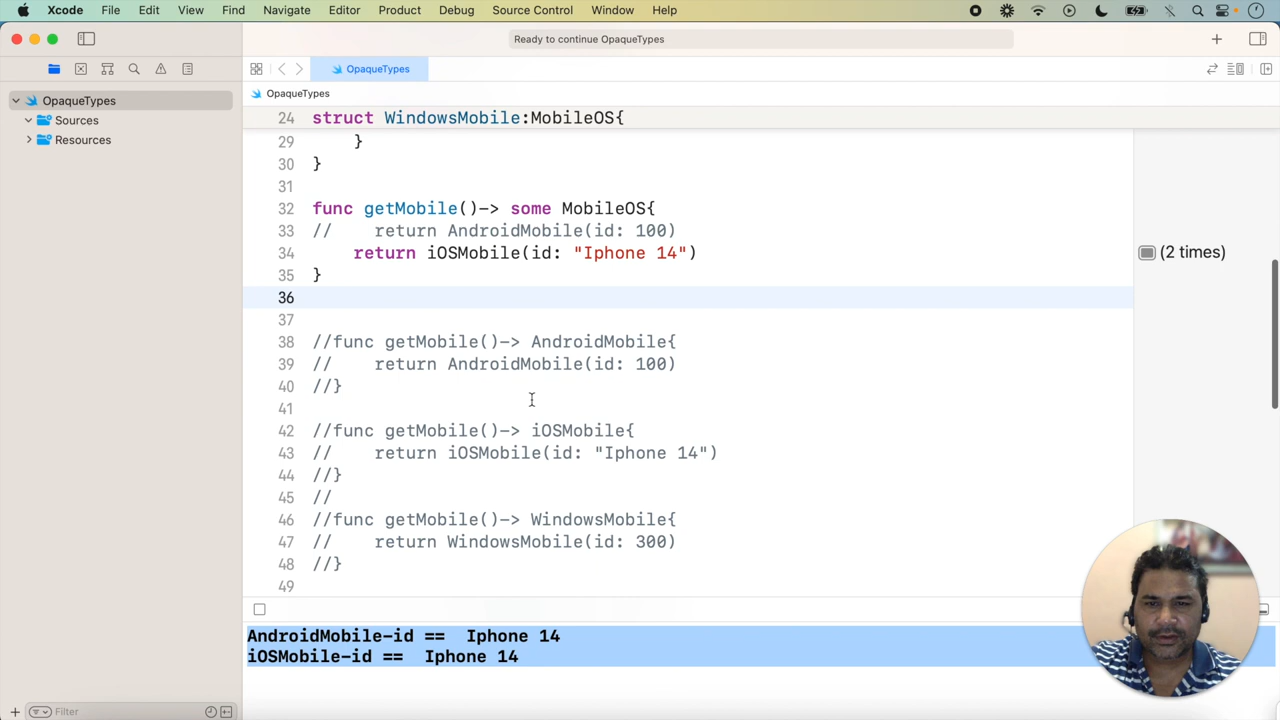 Xcode File Edit View Find Navigate Editor Product Debug Source Control Window Help
Ready to continue OpaqueTypes
OpaqueTypes
OpaqueTypes
OpaqueTypes
Sources
Resources
24 struct WindowsMobile:MobileOS{
29 }
30 }
31
32 func getMobile()-> some MobileOS{
33 // return AndroidMobile(id: 100)
34 return iOSMobile(id: "Iphone 14")
(2 times)
35 }
36
37
38 //func getMobile()-> AndroidMobile{
39 // return AndroidMobile(id: 100)
40 //}
41
42 //func getMobile()-> iOSMobile{
43 // return iOSMobile(id: "Iphone 14")
44 //}
45 //
46 //func getMobile()-> WindowsMobile{
47 // return WindowsMobile(id: 300)
48 //}
49
AndroidMobile-id == Iphone 14
iOSMobile-id == Iphone 14
Filter